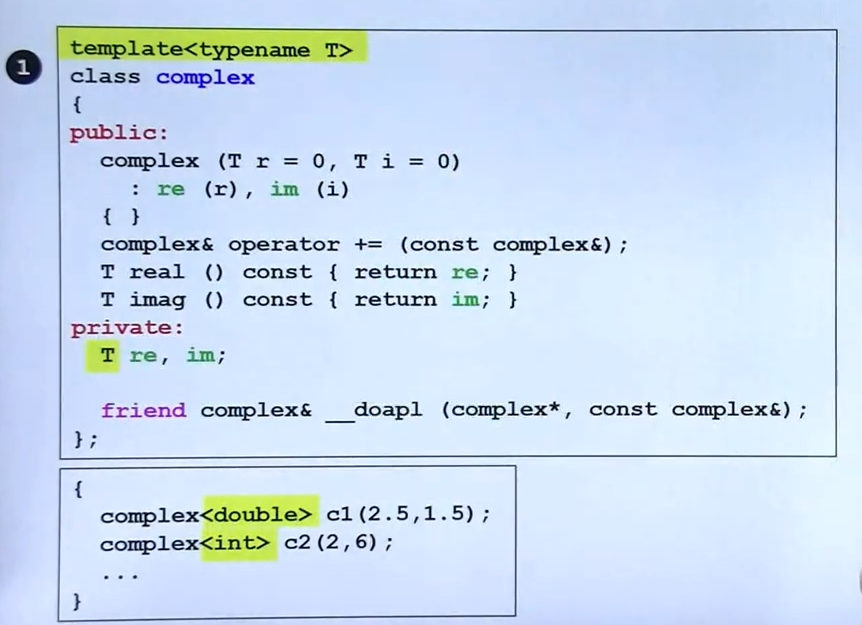 1
template<typename T>
class complex
{
public:
complex (T r = 0, T i = 0)
: re (r), im (i)
{ }
complex& operator += (const complex&);
T real () const { return re; }
T imag () const { return im; }
private:
T re, im;
friend complex& __doapl (complex*, const complex&);
};
{
complex<double> c1(2.5,1.5);
complex<int> c2(2,6);
...
}